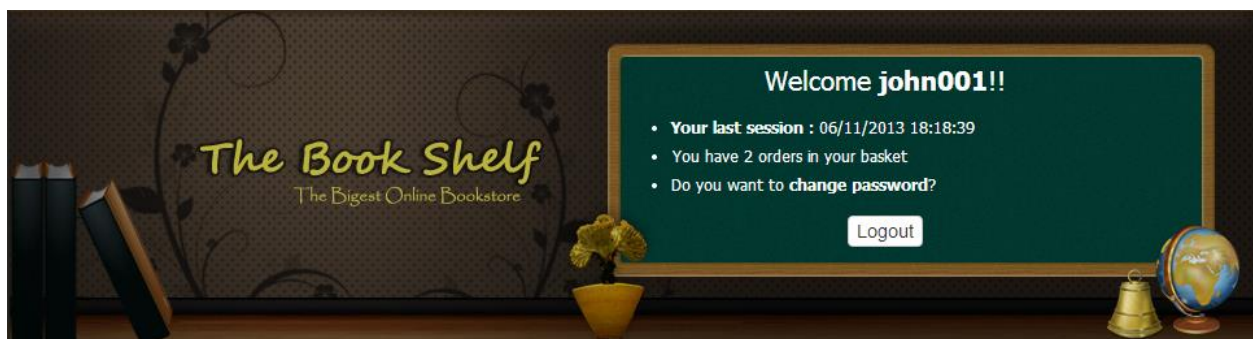 The Book Shelf
The Bigest Online Bookstore
Welcome john001!!
• Your last session : 06/11/2013 18:18:39
• You have 2 orders in your basket
• Do you want to change password?
Logout